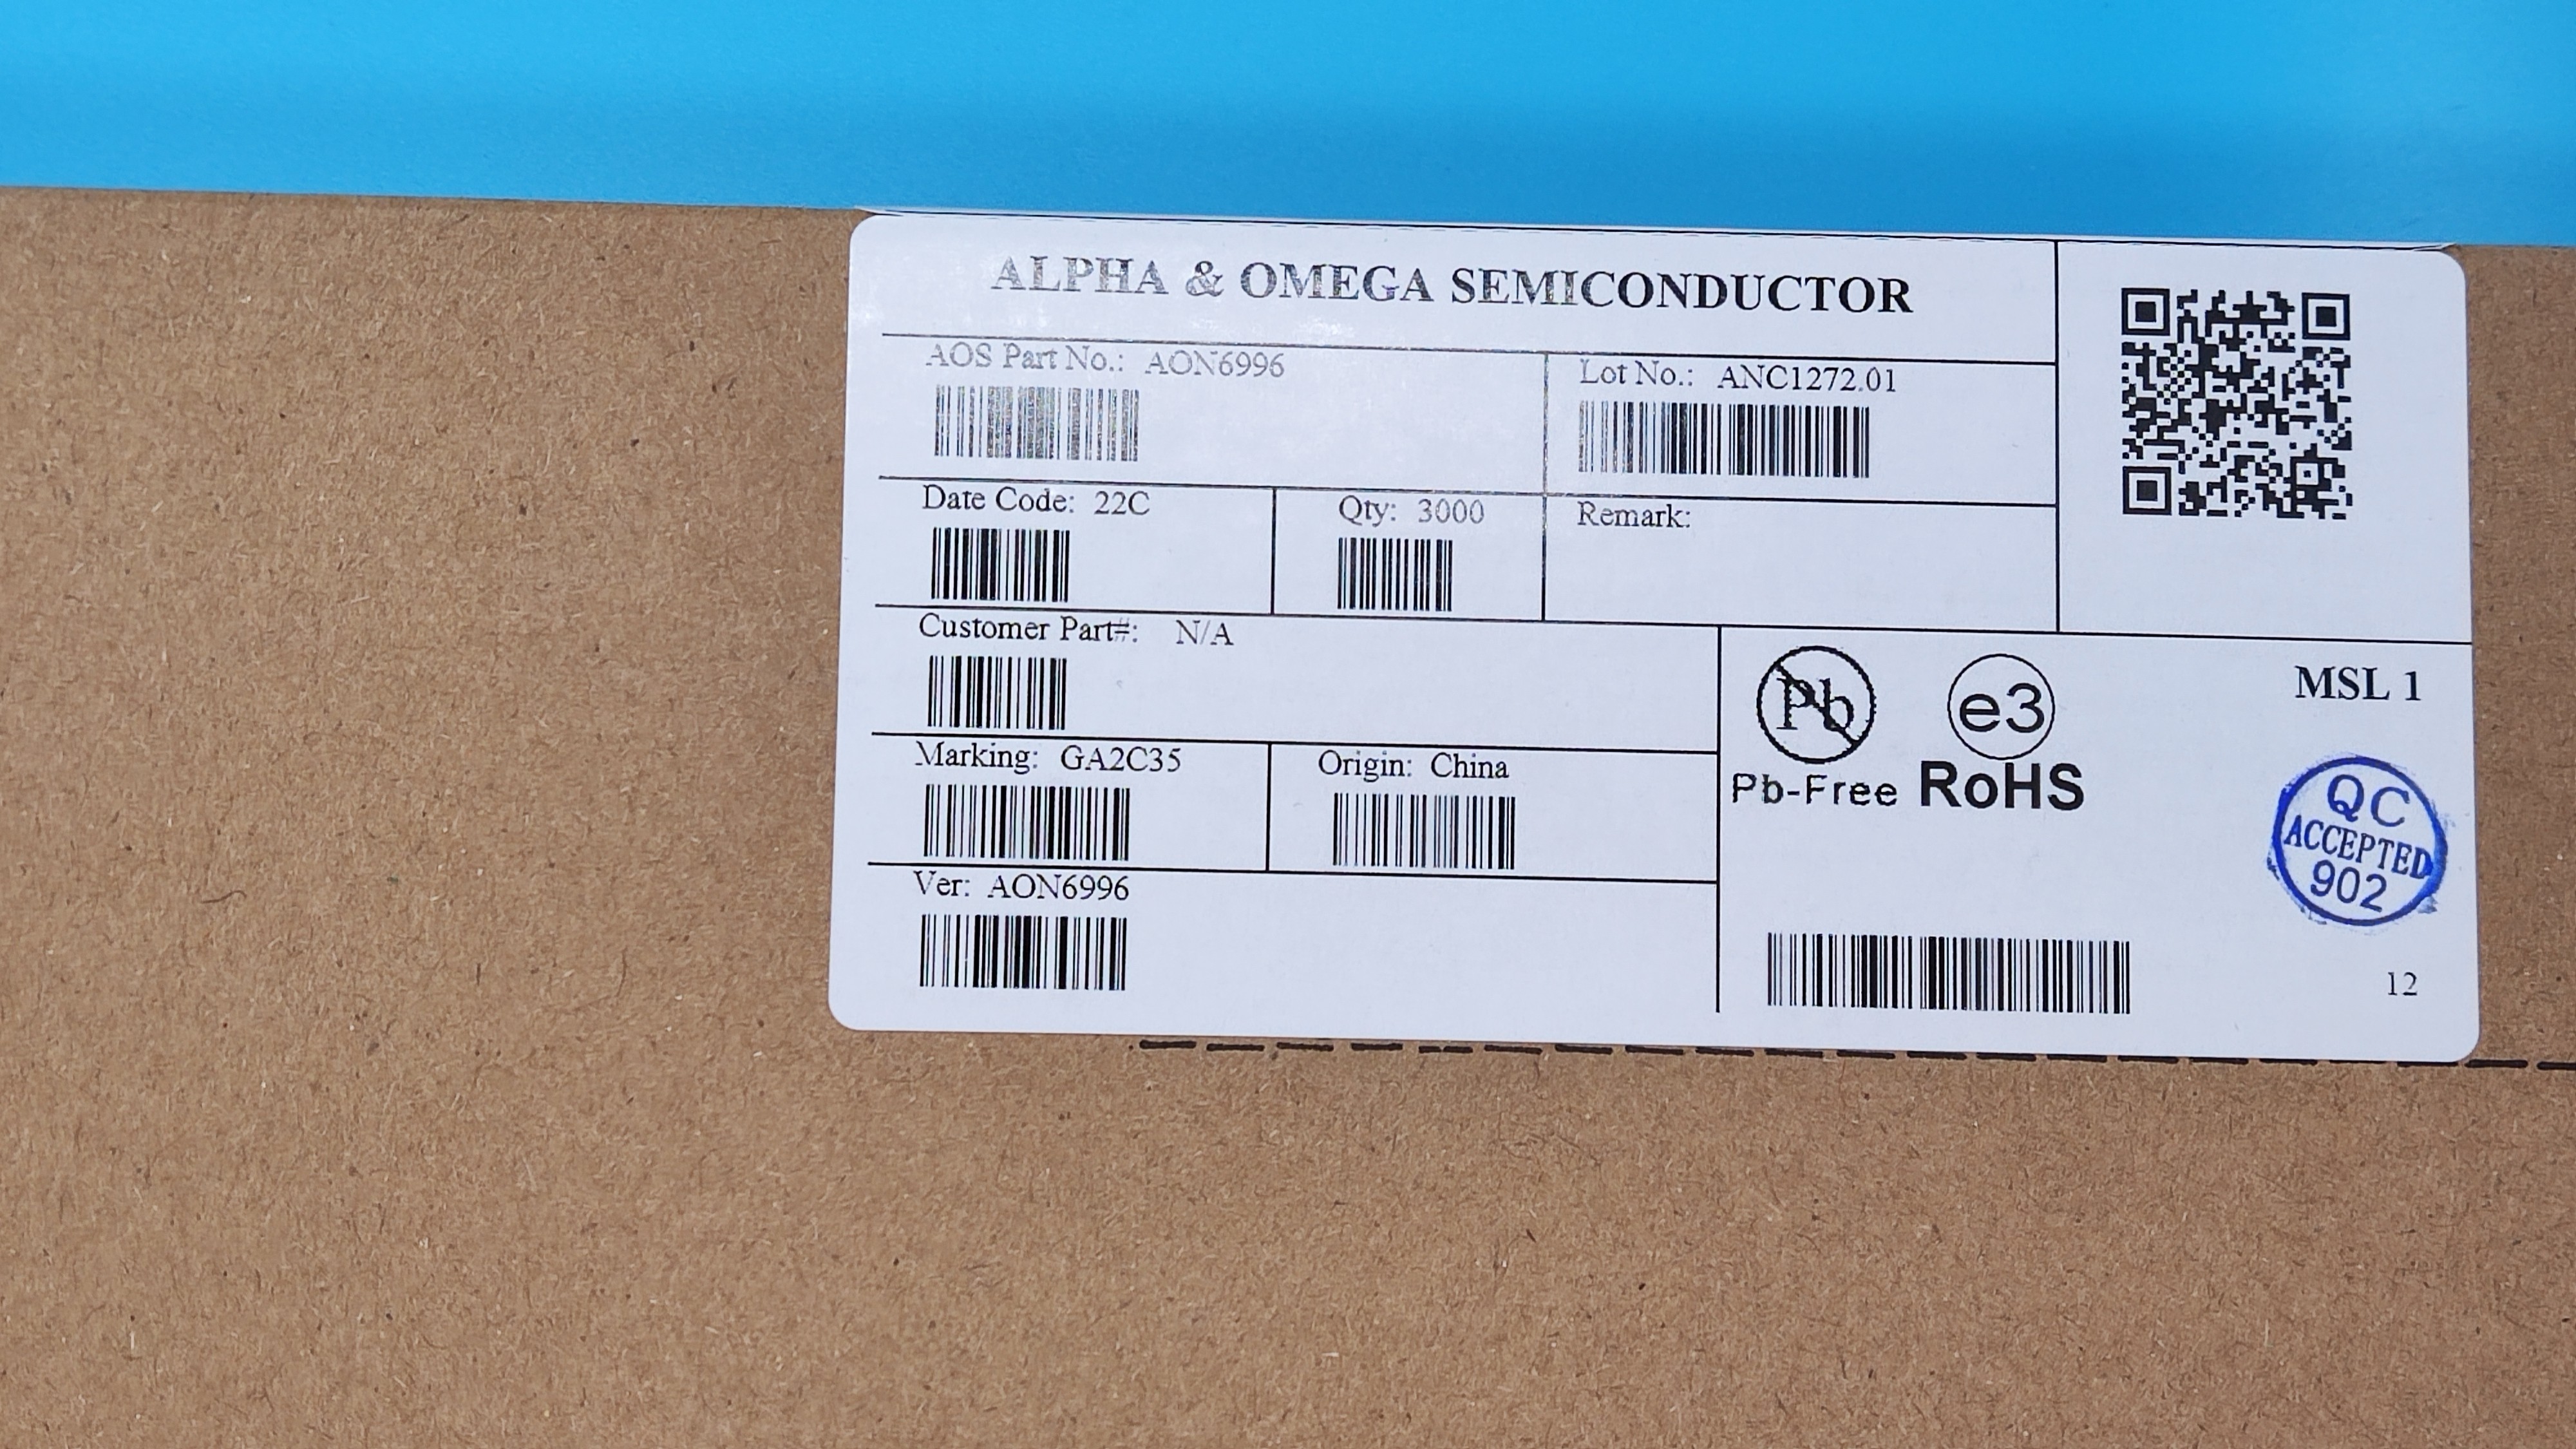 ALPHA & OMEGA SEMICONDUCTOR
AOS Part No.: AON6996
Lot No.: ANC1272.01
Date Code: 22C
Qty: 3000
Remark:
Customer Part#: N/A
Marking: GA2C35
Origin: China
Ver: AON6996
Pb
e3
MSL 1
Pb-Free RoHS
QC
ACCEPTED
902
12